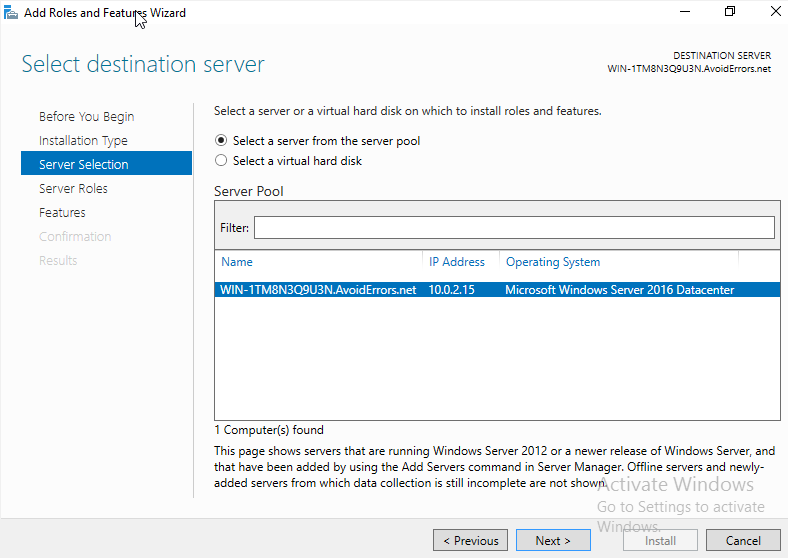 Add Roles and Features Wizard
Select destination server
DESTINATION SERVER
WIN-1TM8N3Q9U3N.AvoidErrors.net
Before You Begin
Installation Type
Server Selection
Server Roles
Features
Confirmation
Results
Select a server or a virtual hard disk on which to install roles and features.
Select a server from the server pool
Select a virtual hard disk
Server Pool
Filter:
Name IP Address Operating System
WIN-1TM8N3Q9U3N.AvoidErrors.net 10.0.2.15 Microsoft Windows Server 2016 Datacenter
1 Computer(s) found
This page shows servers that are running Windows Server 2012 or a newer release of Windows Server, and
that have been added by using the Add Servers command in Server Manager. Offline servers and newly-
added servers from which data collection is still incomplete are not shown.
Activate Windows
Go to Settings to activate
Windows.
< Previous Next > Install Cancel